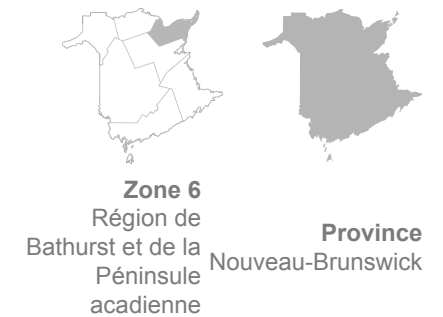 Zone 6
Région de
Bathurst et de la
Péninsule
acadienne
Province
Nouveau-Brunswick